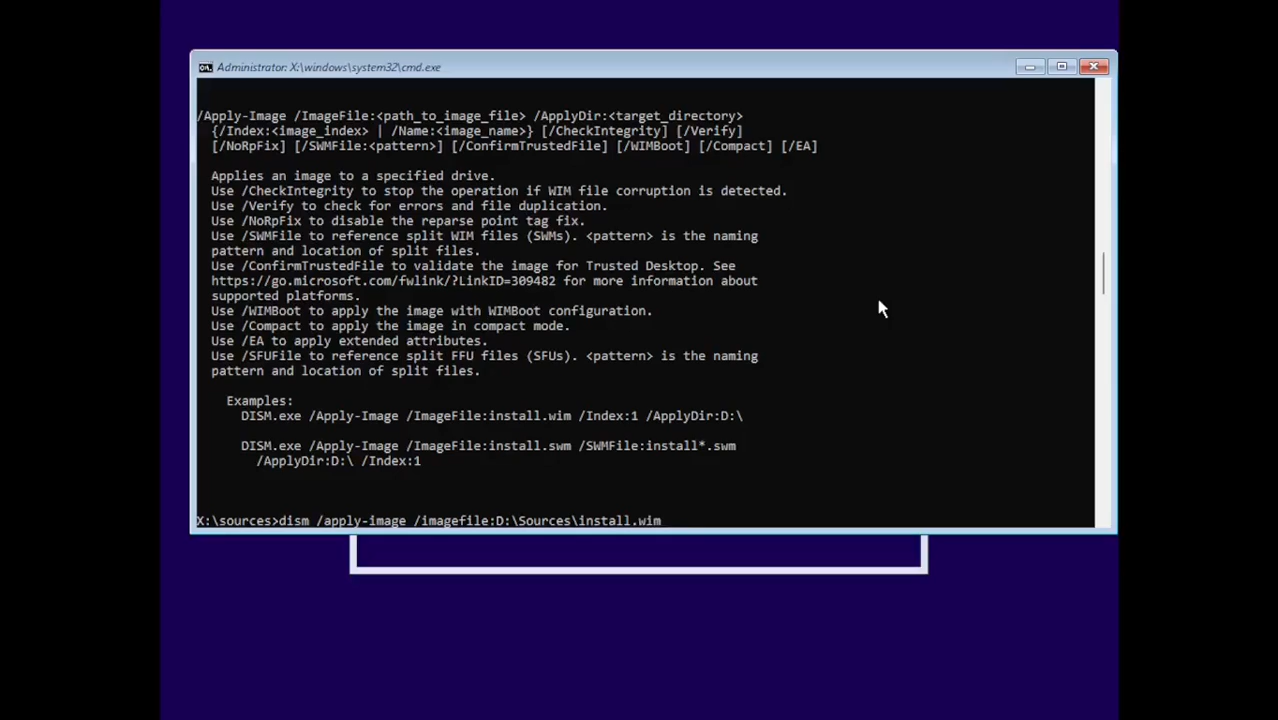 Administrator: X:\windows\system32\cmd.exe
/Apply-Image /ImageFile:<path_to_image_file> /ApplyDir:<target_directory>
{/Index:<image_index> | /Name:<image_name>} [/CheckIntegrity] [/Verify]
[/NoRpFix] [/SWMFile:<pattern>] [/ConfirmTrustedFile] [/WIMBoot] [/Compact] [/EA]
Applies an image to a specified drive.
Use /CheckIntegrity to stop the operation if WIM file corruption is detected.
Use /Verify to check for errors and file duplication.
Use /NoRpFix to disable the reparse point tag fix.
Use /SWMFile to reference split WIM files (SWMs). <pattern> is the naming
pattern and location of split files.
Use /ConfirmTrustedFile to validate the image for Trusted Desktop. See
https://go.microsoft.com/fwlink/?LinkID=309482 for more information about
supported platforms.
Use /WIMBoot to apply the image with WIMBoot configuration.
Use /Compact to apply the image in compact mode.
Use /EA to apply extended attributes.
Use /SFUFile to reference split FFU files (SFUs). <pattern> is the naming
pattern and location of split files.
Examples:
DISM.exe /Apply-Image /ImageFile:install.wim /Index:1 /ApplyDir:D:\
DISM.exe /Apply-Image /ImageFile:install.swm /SWMFile:install*.swm
/ApplyDir:D:\ /Index:1
X:\sources>dism /apply-image /imagefile:D:\Sources\install.wim